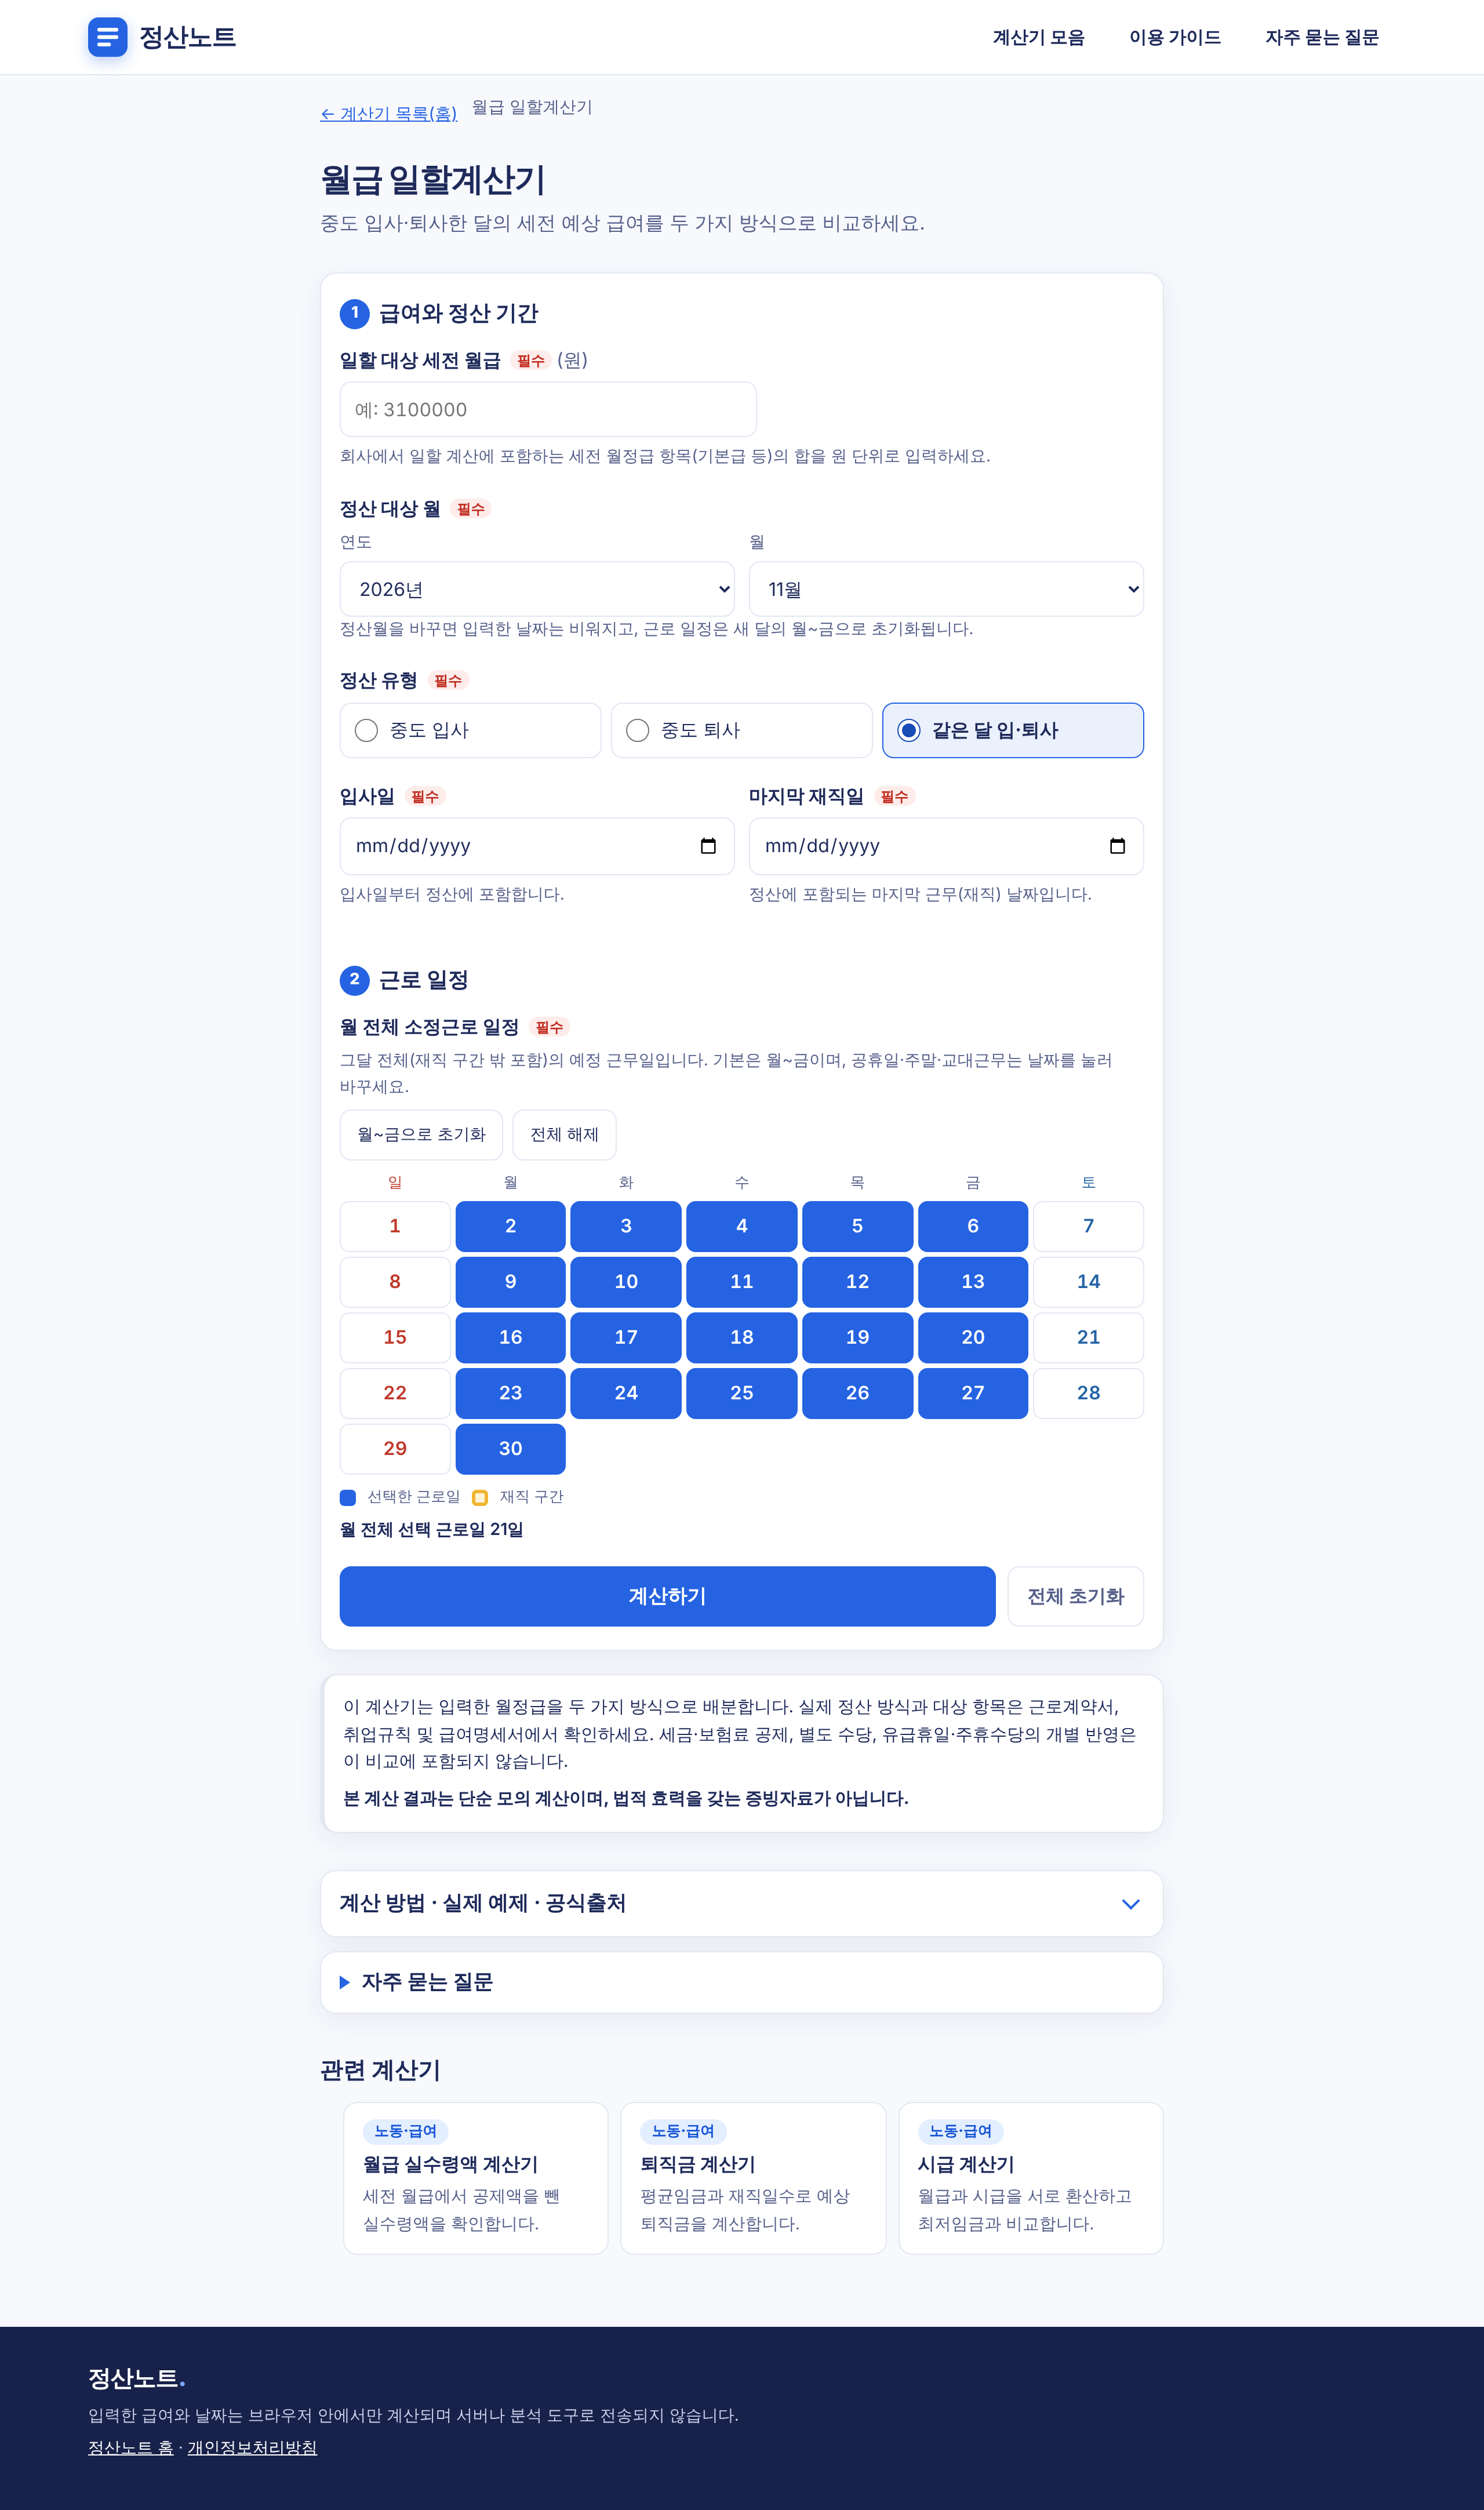 정산노트
계산기 모음 이용 가이드 자주 묻는 질문
← 계산기 목록(홈) 월급 일할계산기
월급 일할계산기
중도 입사·퇴사한 달의 세전 예상 급여를 두 가지 방식으로 비교하세요.
1 급여와 정산 기간
일할 대상 세전 월급 필수 (원)
예: 3100000
회사에서 일할 계산에 포함하는 세전 월정급 항목(기본급 등)의 합을 원 단위로 입력하세요.
정산 대상 월 필수
연도 월
2026년 11월
정산월을 바꾸면 입력한 날짜는 비워지고, 근로 일정은 새 달의 월~금으로 초기화됩니다.
정산 유형 필수
중도 입사 중도 퇴사 같은 달 입·퇴사
입사일 필수 마지막 재직일 필수
mm/dd/yyyy mm/dd/yyyy
입사일부터 정산에 포함합니다. 정산에 포함되는 마지막 근무(재직) 날짜입니다.
2 근로 일정
월 전체 소정근로 일정 필수
그달 전체(재직 구간 밖 포함)의 예정 근무일입니다. 기본은 월~금이며, 공휴일·주말·교대근무는 날짜를 눌러
바꾸세요.
월~금으로 초기화 전체 해제
일 월 화 수 목 금 토
1 2 3 4 5 6 7
8 9 10 11 12 13 14
15 16 17 18 19 20 21
22 23 24 25 26 27 28
29 30
선택한 근로일 재직 구간
월 전체 선택 근로일 21일
계산하기 전체 초기화
이 계산기는 입력한 월정급을 두 가지 방식으로 배분합니다. 실제 정산 방식과 대상 항목은 근로계약서,
취업규칙 및 급여명세서에서 확인하세요. 세금·보험료 공제, 별도 수당, 유급휴일·주휴수당의 개별 반영은
이 비교에 포함되지 않습니다.
본 계산 결과는 단순 모의 계산이며, 법적 효력을 갖는 증빙자료가 아닙니다.
계산 방법 · 실제 예제 · 공식출처
자주 묻는 질문
관련 계산기
노동·급여 노동·급여 노동·급여
월급 실수령액 계산기 퇴직금 계산기 시급 계산기
세전 월급에서 공제액을 뺀 평균임금과 재직일수로 예상 월급과 시급을 서로 환산하고
실수령액을 확인합니다. 퇴직금을 계산합니다. 최저임금과 비교합니다.
정산노트.
입력한 급여와 날짜는 브라우저 안에서만 계산되며 서버나 분석 도구로 전송되지 않습니다.
정산노트 홈 · 개인정보처리방침